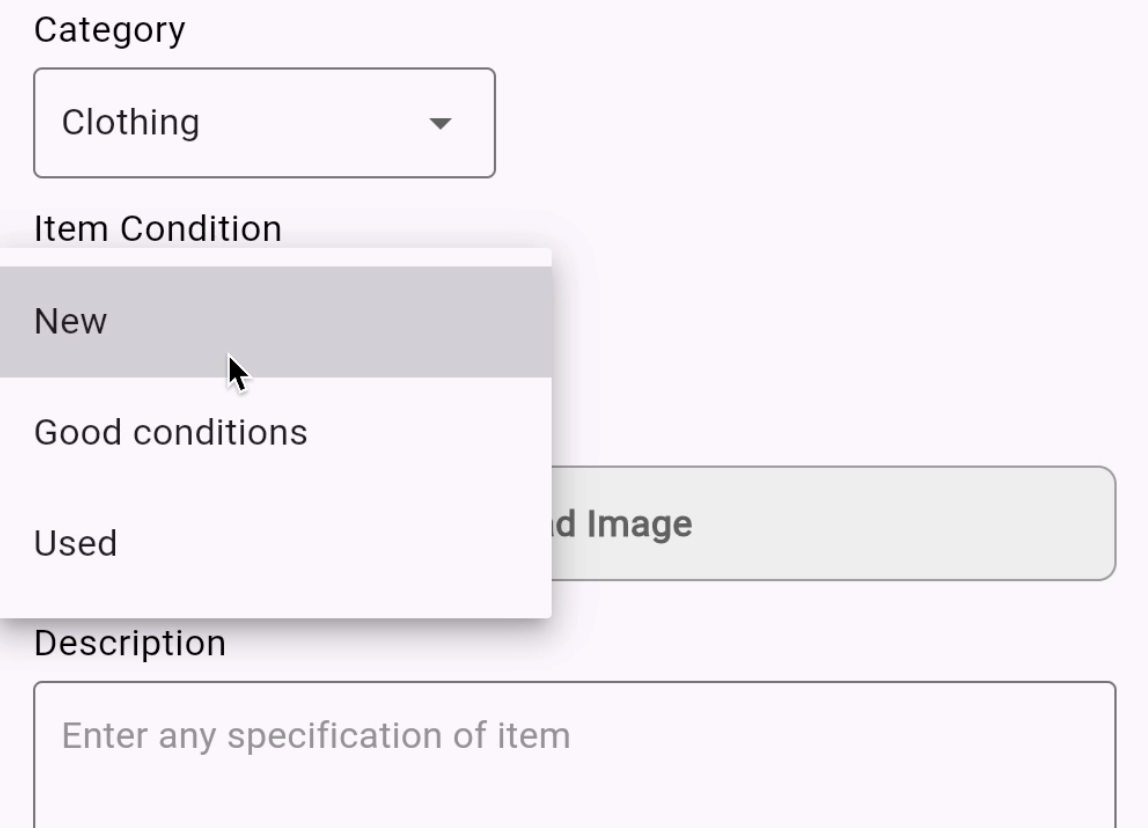 Category
Clothing
Item Condition
New
Good conditions
Used
Image
Description
Enter any specification of item